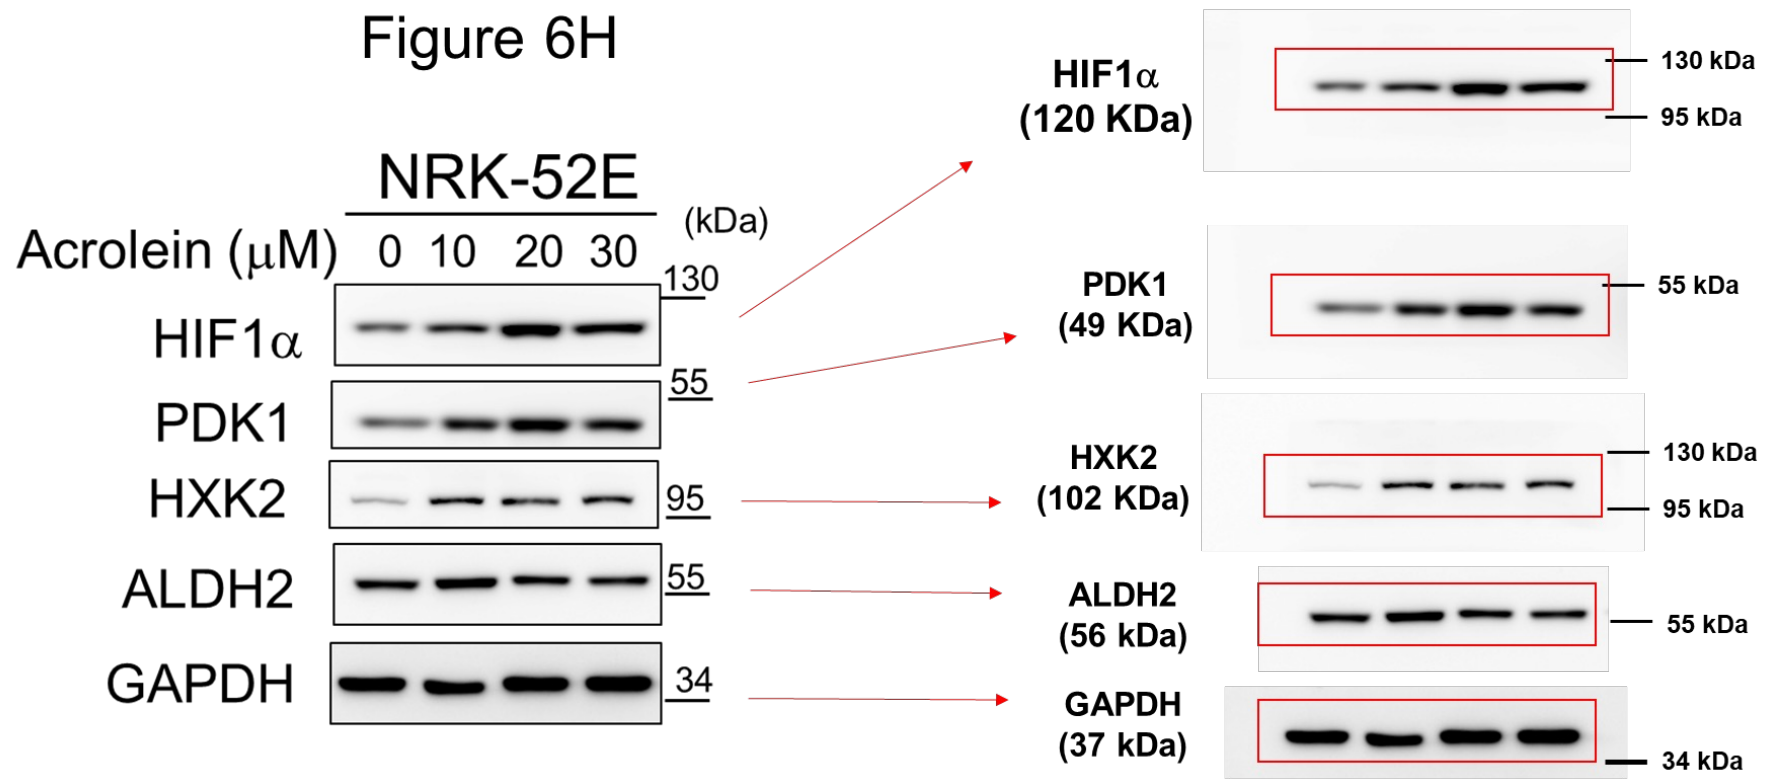 Figure 6H
NRK-52E
(kDa)
Acrolein (μM) 0 10 20 30
130
HIF1α
55
PDK1
HXK2 95
ALDH2 55
GAPDH 34
HIF1α
(120 KDa)
130 kDa
95 kDa
PDK1
(49 KDa)
55 kDa
HXK2
(102 KDa)
130 kDa
95 kDa
ALDH2
(56 kDa)
55 kDa
GAPDH
(37 kDa)
34 kDa